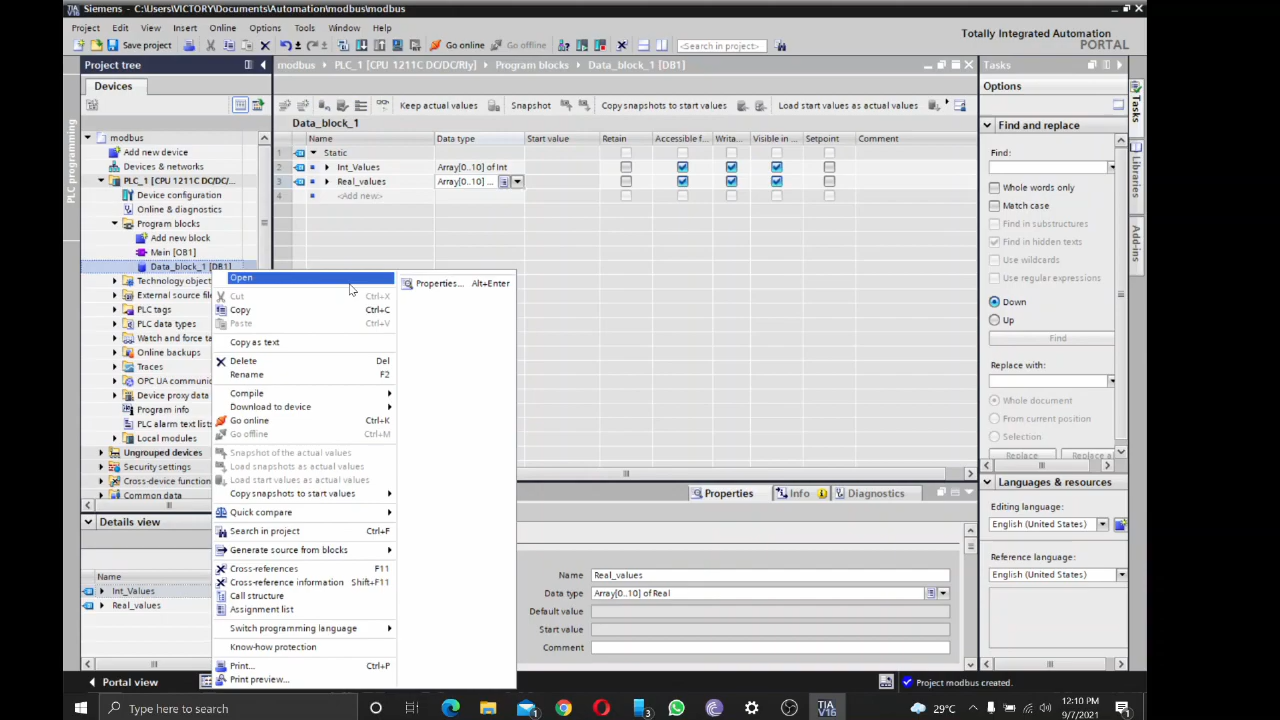 TIA V16 Siemens - C:\Users\VICTORY\Documents\Automation\modbus\modbus
Project Edit View Insert Online Options Tools Window Help
Totally Integrated Automation
PORTAL
Save project
Go online
Go offline
<Search in project>
Project tree
modbus PLC_1 [CPU 1211C DC/DC/Rly] Program blocks Data_block_1 [DB1]
Tasks
Devices
Options
Keep actual values Snapshot Copy snapshots to start values Load start values as actual values
Data_block_1
Name Data type Start value Retain Accessible f... Writa... Visible in ... Setpoint Comment
1 Static
2 Int_Values Array[0..10] of Int
3 Real_values Array[0..10] ...
4 <Add new>
PLC programming
modbus
Add new device
Devices & networks
PLC_1 [CPU 1211C DC/DC/...
Device configuration
Online & diagnostics
Program blocks
Add new block
Main [OB1]
Data_block_1 [DB1]
Technology object
External source file
PLC tags
PLC data types
Watch and force ta
Online backups
Traces
OPC UA communic
Device proxy data
Program info
PLC alarm text lists
Local modules
Ungrouped devices
Security settings
Cross-device function
Common data
Details view
Name
Int_Values
Real_values
Open
Cut Ctrl+X
Copy Ctrl+C
Paste Ctrl+V
Copy as text
Delete Del
Rename F2
Compile
Download to device
Go online Ctrl+K
Go offline Ctrl+M
Snapshot of the actual values
Load snapshots as actual values
Load start values as actual values
Copy snapshots to start values
Quick compare
Search in project Ctrl+F
Generate source from blocks
Cross-references F11
Cross-reference information Shift+F11
Call structure
Assignment list
Switch programming language
Know-how protection
Print... Ctrl+P
Print preview...
Properties... Alt+Enter
Properties Info Diagnostics
Name Real_values
Data type Array[0..10] of Real
Default value
Start value
Comment
Find and replace
Find:
Whole words only
Match case
Find in substructures
Find in hidden texts
Use wildcards
Use regular expressions
Down
Up
Find
Replace with:
Whole document
From current position
Selection
Replace Replace a
Languages & resources
Editing language:
English (United States)
Reference language:
English (United States)
Tasks
Libraries
Add-ins
Portal view
Project modbus created.
Type here to search
TIA V16
29°C
12:10 PM
9/7/2021